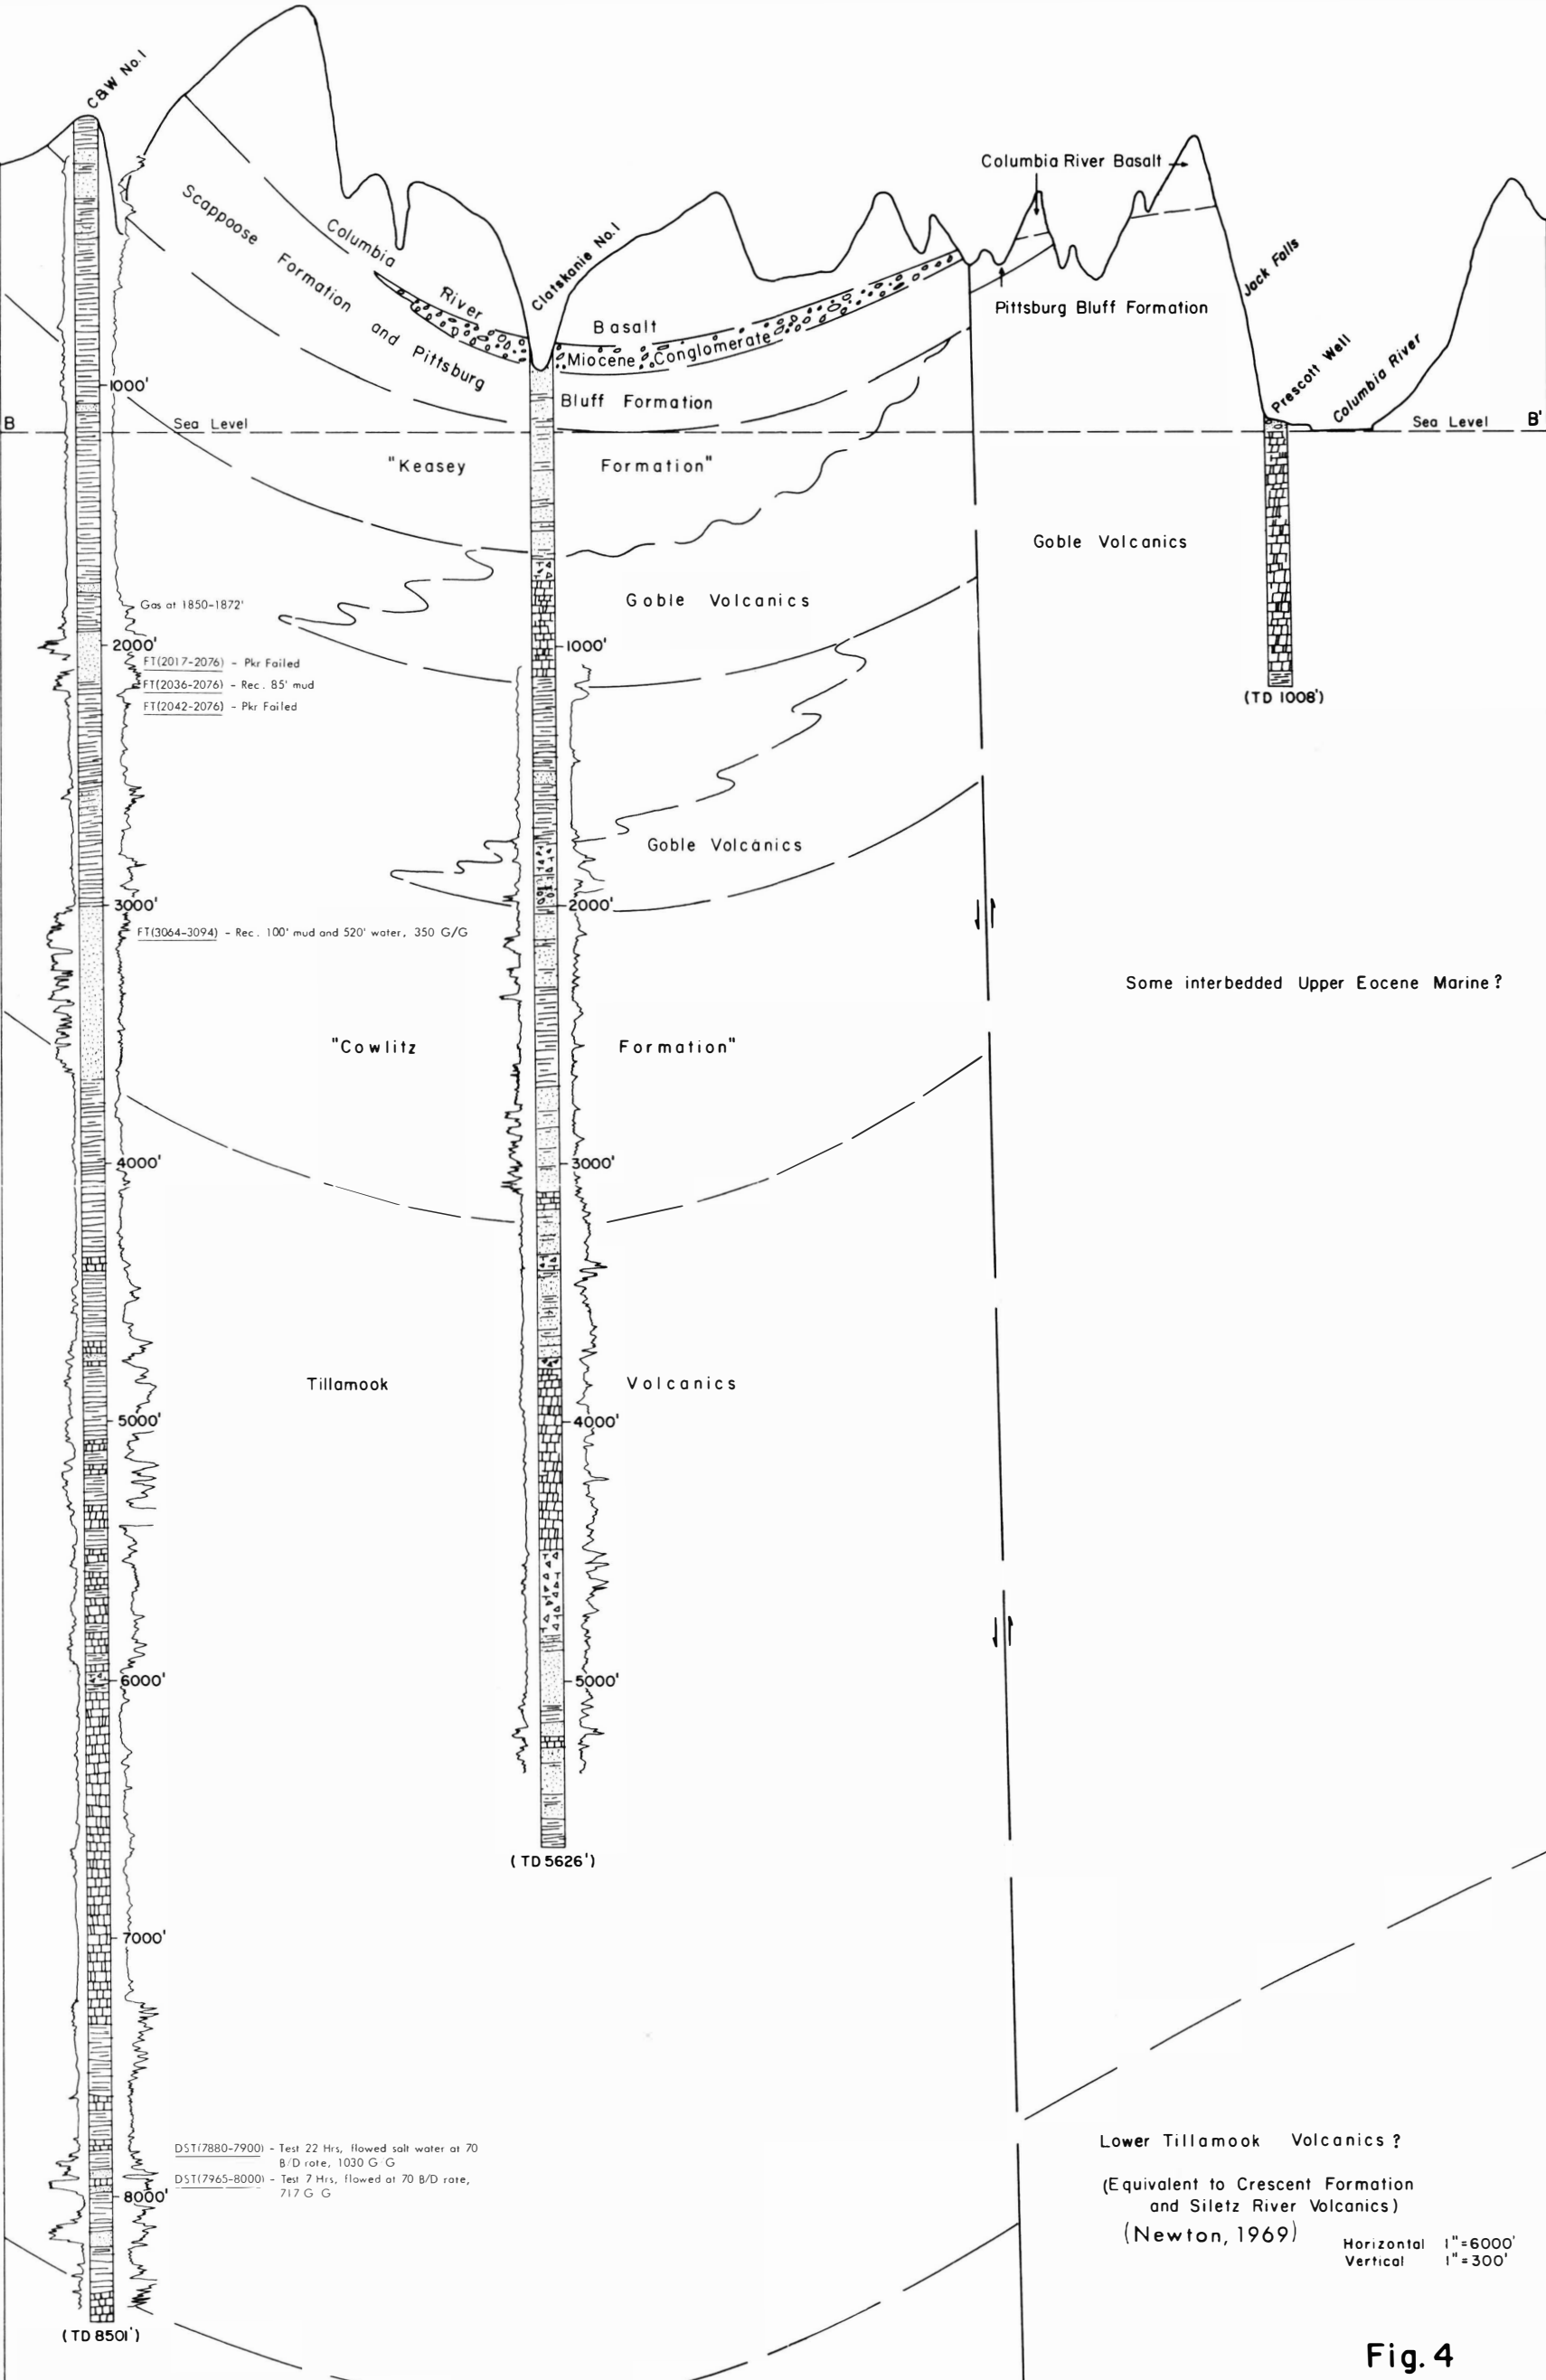 C&W No.1
Columbia River Basalt
Scappoose Formation and Pittsburg
Columbia River
Clatskanie No.1
Jack Falls
Pittsburg Bluff Formation
Basalt
Miocene Conglomerate
Prescott Well
Columbia River
1000'
Bluff Formation
B
Sea Level
Sea Level
B'
"Keasey Formation"
Goble Volcanics
Gas at 1850-1872'
Goble Volcanics
2000'
1000'
FT(2017-2076) - Pkr Failed
FT(2036-2076) - Rec. 85' mud
FT(2042-2076) - Pkr Failed
(TD 1008')
Goble Volcanics
3000'
2000'
FT(3064-3094) - Rec. 100' mud and 520' water, 350 G/G
Some interbedded Upper Eocene Marine?
"Cowlitz Formation"
4000'
3000'
Tillamook Volcanics
5000'
4000'
6000'
5000'
(TD 5626')
7000'
DST(7880-7900) - Test 22 Hrs, flowed salt water at 70
B/D rate, 1030 G G
DST(7965-8000) - Test 7 Hrs, flowed at 70 B/D rate,
717 G G
8000'
Lower Tillamook Volcanics?
(Equivalent to Crescent Formation
and Siletz River Volcanics)
(Newton, 1969)
Horizontal 1"=6000'
Vertical 1"=300'
(TD 8501')
Fig. 4